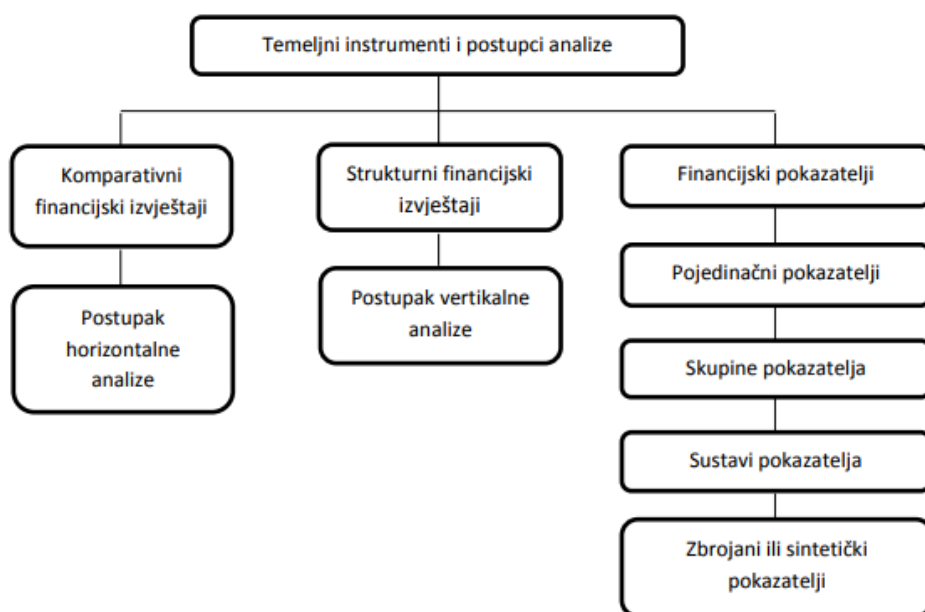 Temeljni instrumenti i postupci analize
Komparativni
financijski izvještaji
Strukturni financijski
izvještaji
Financijski pokazatelji
Postupak
horizontalne
analize
Postupak vertikalne
analize
Pojedinačni pokazatelji
Skupine pokazatelja
Sustavi pokazatelja
Zbrojani ili sintetički
pokazatelji